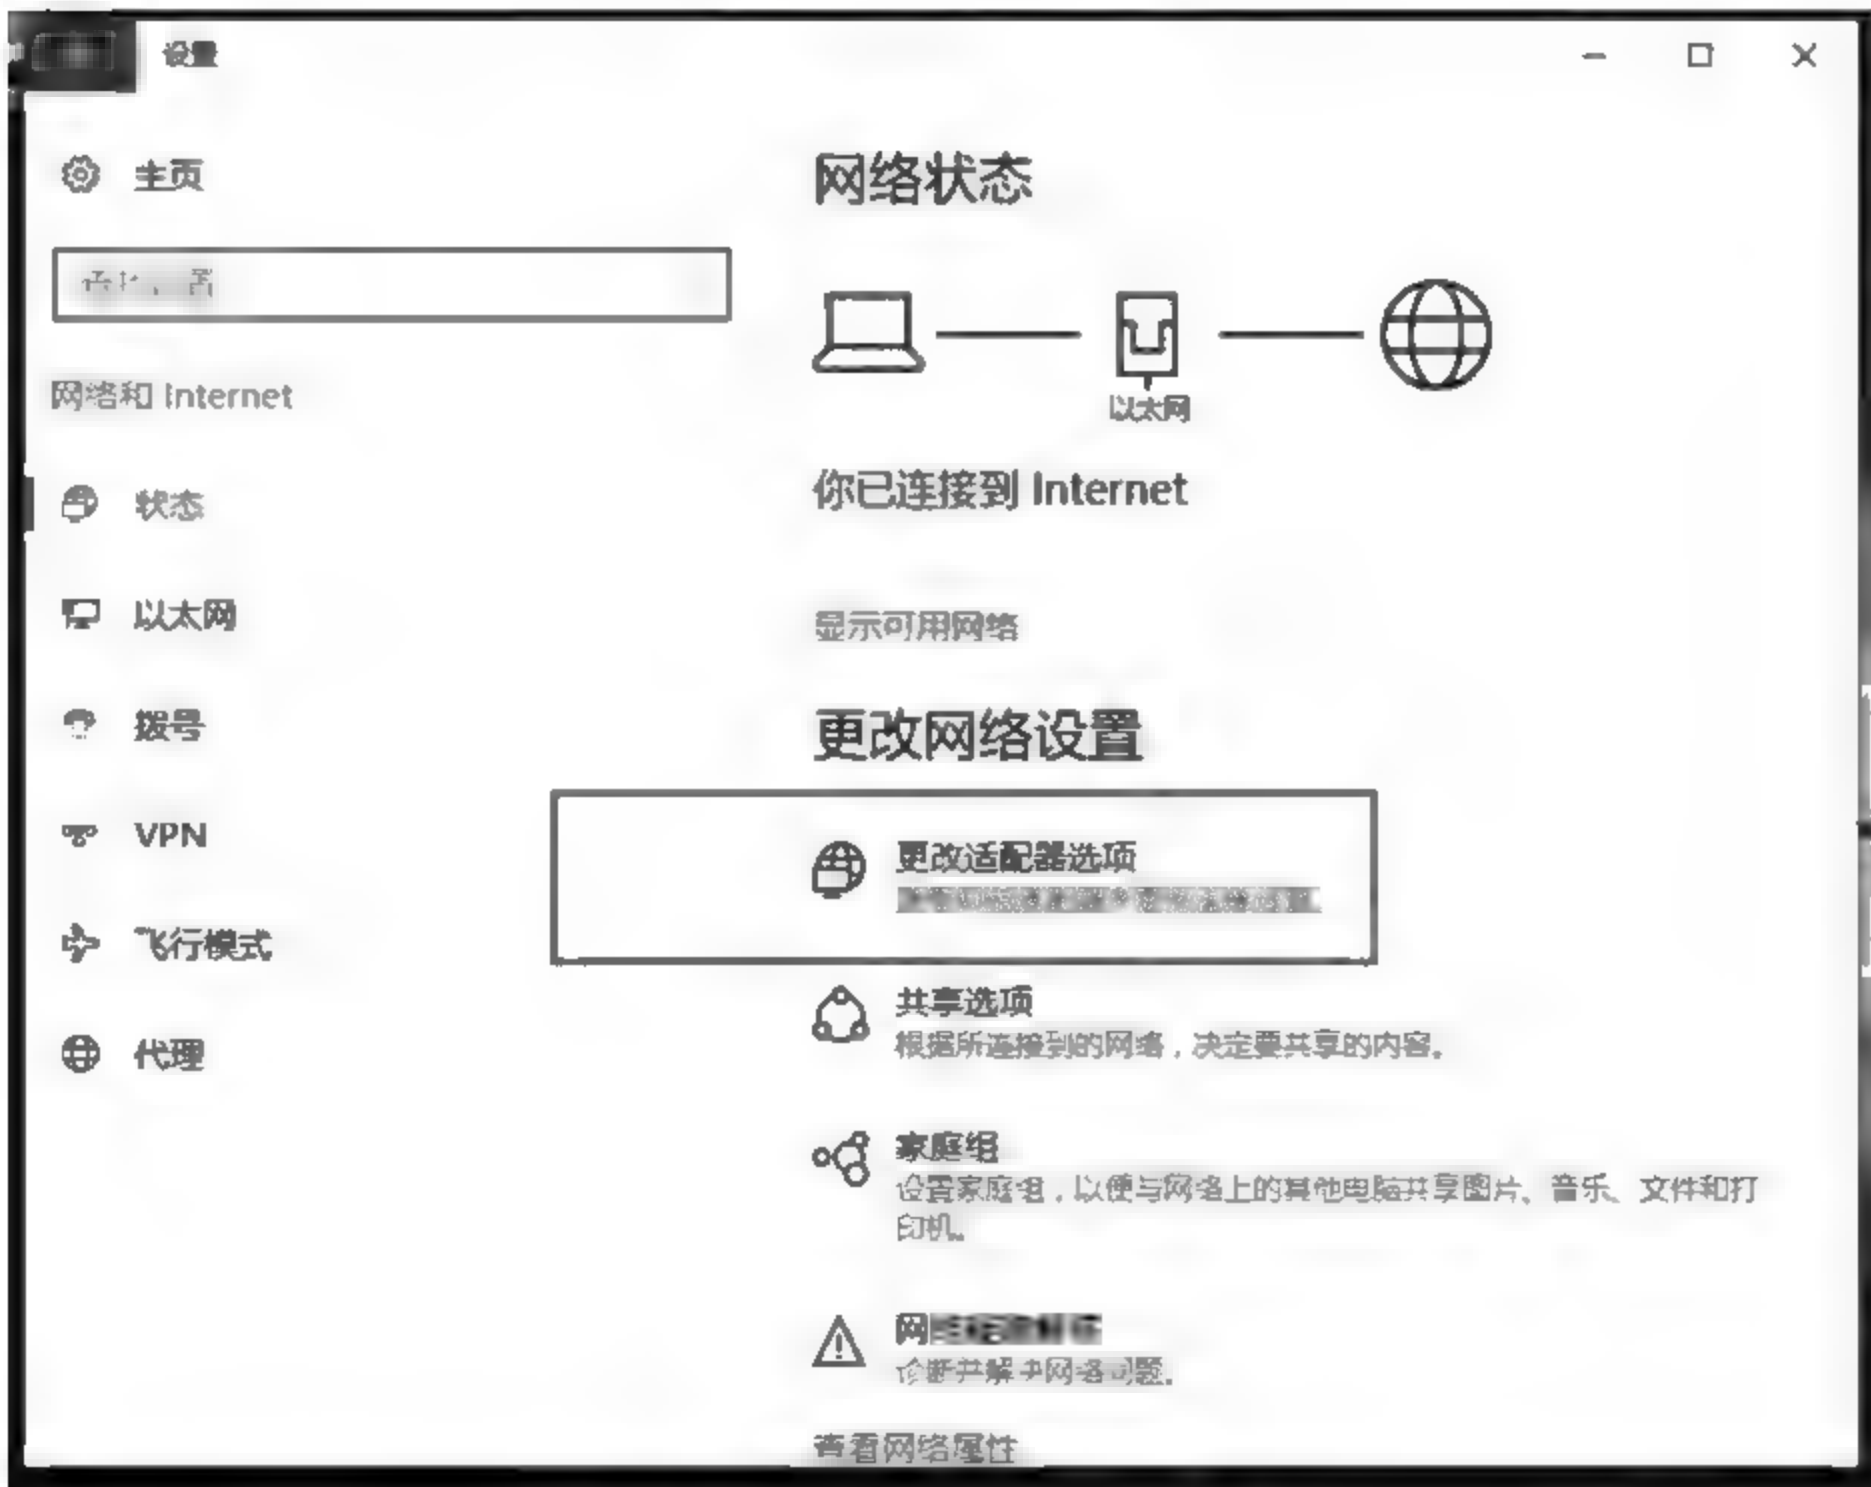 设置
主页
网络和 Internet
状态
以太网
拨号
VPN
飞行模式
代理
网络状态
以太网
你已连接到 Internet
显示可用网络
更改网络设置
更改适配器选项
共享选项
根据所连接到的网络，决定要共享的内容。
家庭组
设置家庭组，以便与网络上的其他电脑共享图片、音乐、文件和打
印机。
诊断并解决网络问题。
查看网络属性